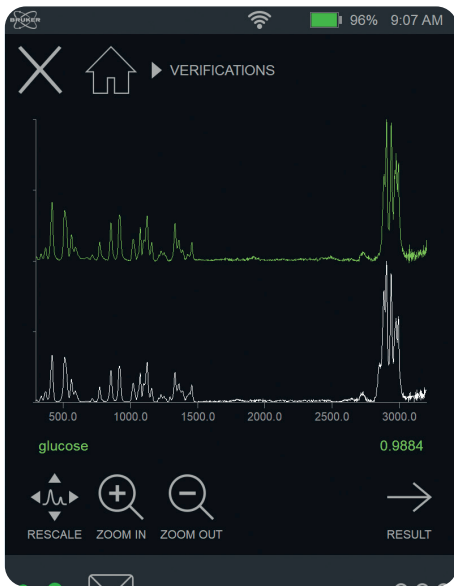 BRUKER
96% 9:07 AM
VERIFICATIONS
500.0 1000.0 1500.0 2000.0 2500.0 3000.0
glucose 0.9884
RESCALE ZOOM IN ZOOM OUT RESULT